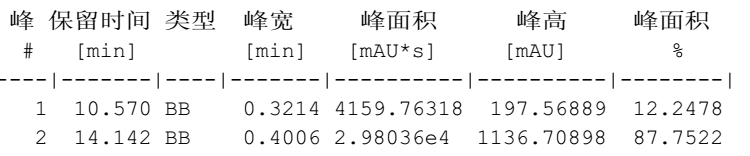 峰 保留时间 类型 峰宽 峰面积 峰高 峰面积
# [min] [min] [mAU*s] [mAU] %
----|-------|----|-------|----------|----------|--------|
1 10.570 BB 0.3214 4159.76318 197.56889 12.2478
2 14.142 BB 0.4006 2.98036e4 1136.70898 87.7522